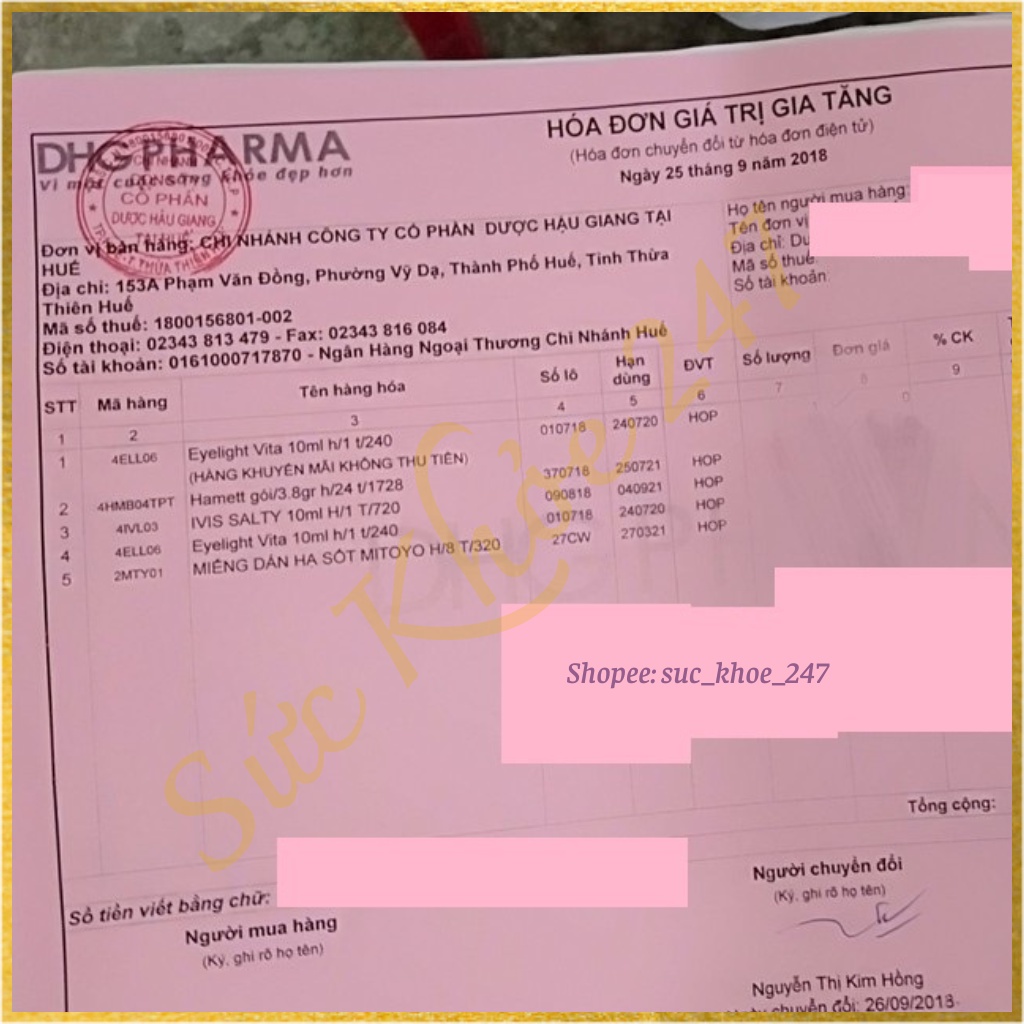 HÓA ĐƠN GIÁ TRỊ GIA TĂNG
(Hóa đơn chuyển đổi từ hóa đơn điện tử)
Ngày 25 tháng 9 năm 2018
DHG PHARMA
Vì một cuộc sống khỏe đẹp hơn
CHI NHÁNH
CÔNG TY
CỔ PHẦN
DƯỢC HẬU GIANG
TẠI HUẾ
Đơn vị bán hàng: CHI NHÁNH CÔNG TY CỔ PHẦN DƯỢC HẬU GIANG TẠI
HUẾ
Địa chỉ: 153A Phạm Văn Đồng, Phường Vỹ Dạ, Thành Phố Huế, Tỉnh Thừa
Thiên Huế
Mã số thuế: 1800156801-002
Điện thoại: 02343 813 479 - Fax: 02343 816 084
Số tài khoản: 0161000717870 - Ngân Hàng Ngoại Thương Chi Nhánh Huế
Họ tên người mua hàng:
Tên đơn vị
Địa chỉ:
Mã số thuế:
Số tài khoản:
STT Mã hàng Tên hàng hóa Số lô Hạn dùng ĐVT Số lượng Đơn giá % CK
1 2 3 4 5 6 7 8 9
1 4ELL06 Eyelight Vita 10ml h/1 t/240 010718 240720 HOP 0
(HÀNG KHUYẾN MÃI KHÔNG THU TIỀN)
2 4HMB04TPT Hamett gói/3.8gr h/24 t/1728 370718 250721 HOP
3 4IVL03 IVIS SALTY 10ml H/1 T/720 090818 040921 HOP
4 4ELL06 Eyelight Vita 10ml h/1 t/240 010718 240720 HOP
5 2MTY01 MIẾNG DÁN HẠ SỐT MITOYO H/8 T/320 27CW 270321 HOP
Sức Khỏe 247
Shopee: suc_khoe_247
Tổng cộng:
Số tiền viết bằng chữ:
Người mua hàng
(Ký, ghi rõ họ tên)
Người chuyển đổi
(Ký, ghi rõ họ tên)
Nguyễn Thị Kim Hồng
chuyển đổi: 26/09/2018